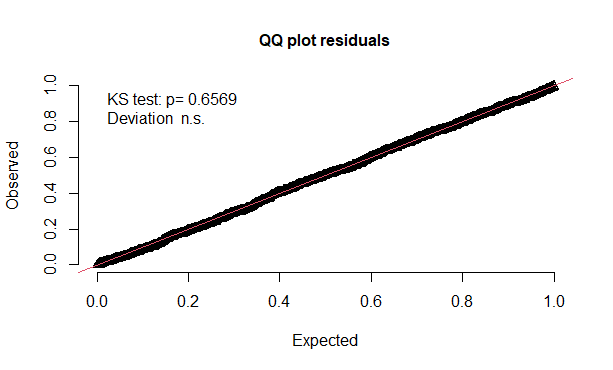 QQ plot residuals
KS test: p= 0.6569
Deviation n.s.
Observed
0.0 0.2 0.4 0.6 0.8 1.0
0.0 0.2 0.4 0.6 0.8 1.0
Expected